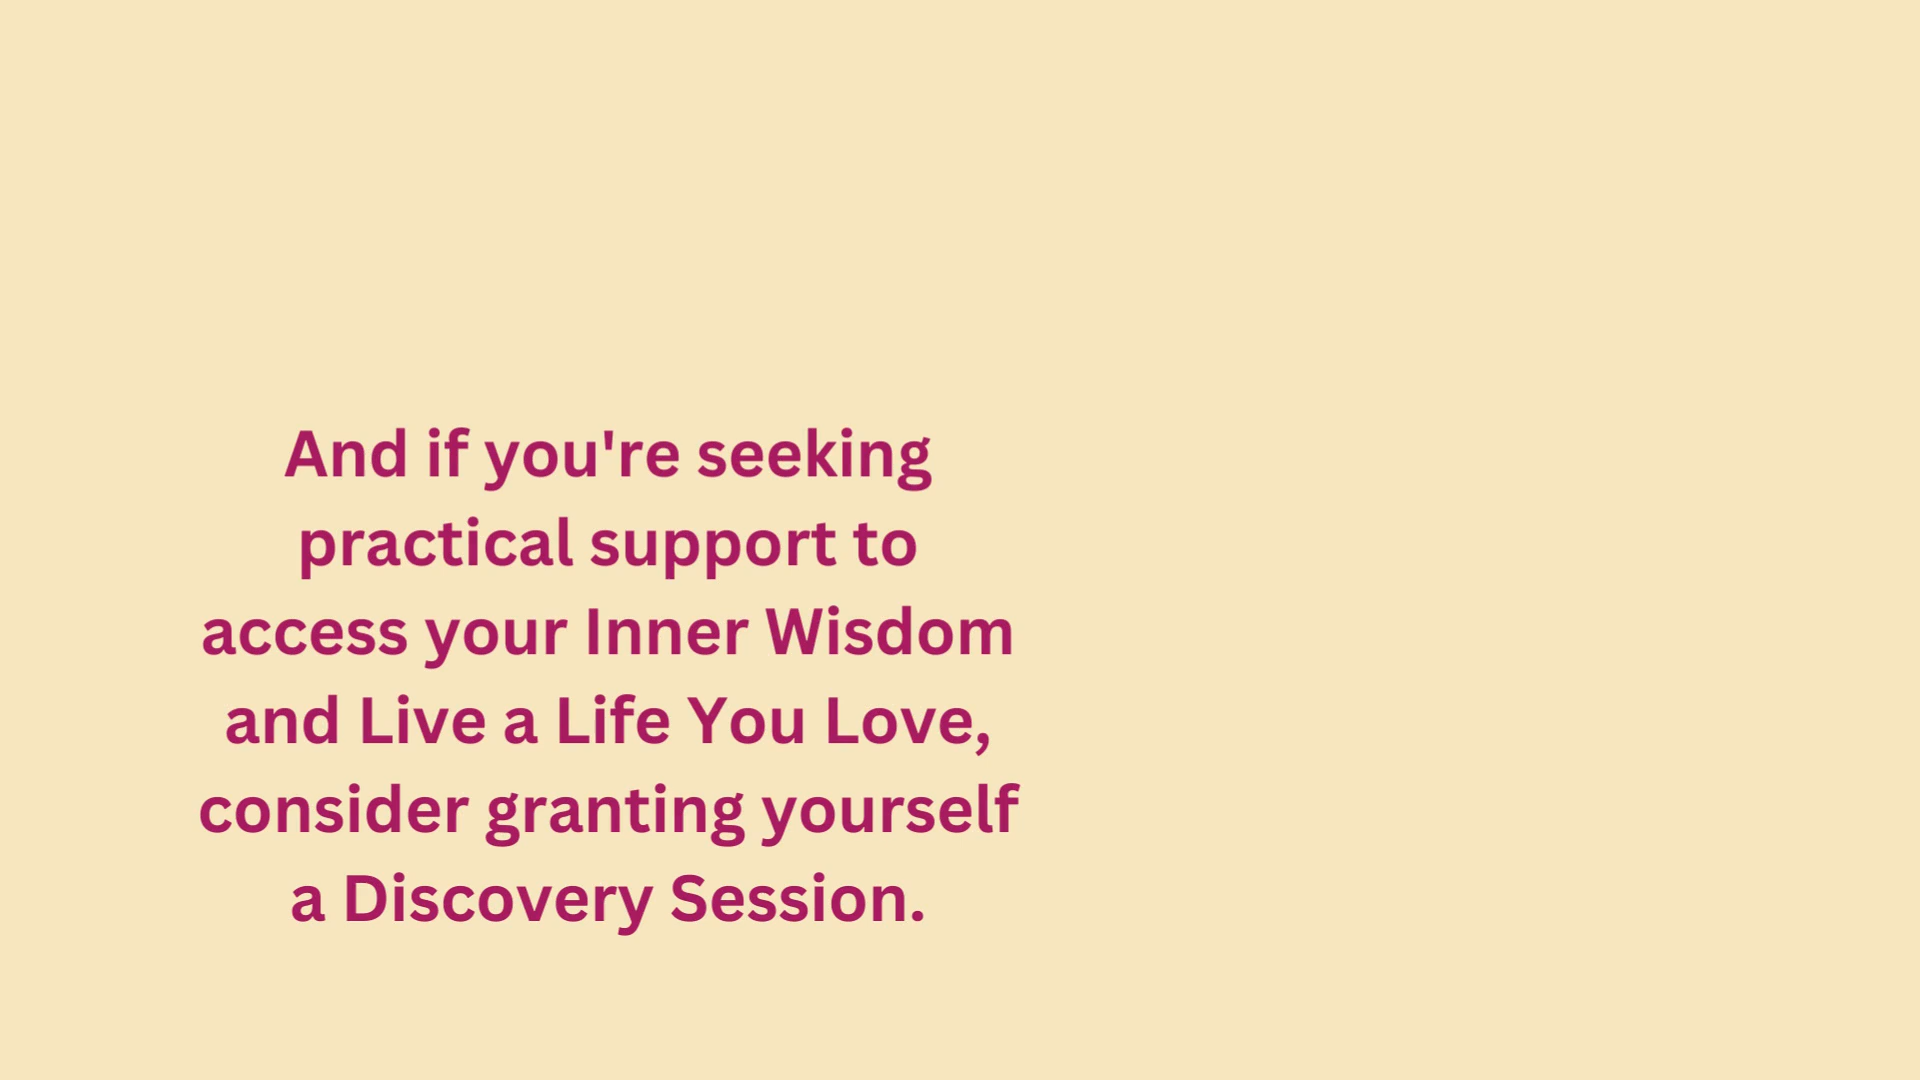 And if you're seeking
practical support to
access your Inner Wisdom
and Live a Life You Love,
consider granting yourself
a Discovery Session.